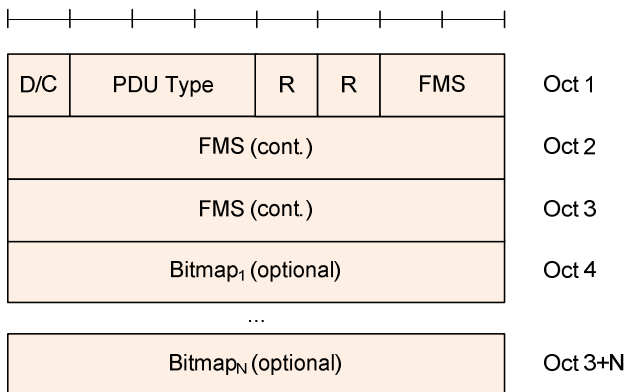 D/C PDU Type R R FMS Oct 1
FMS (cont.) Oct 2
FMS (cont.) Oct 3
Bitmap₁ (optional) Oct 4
...
Bitmap_N (optional) Oct 3+N